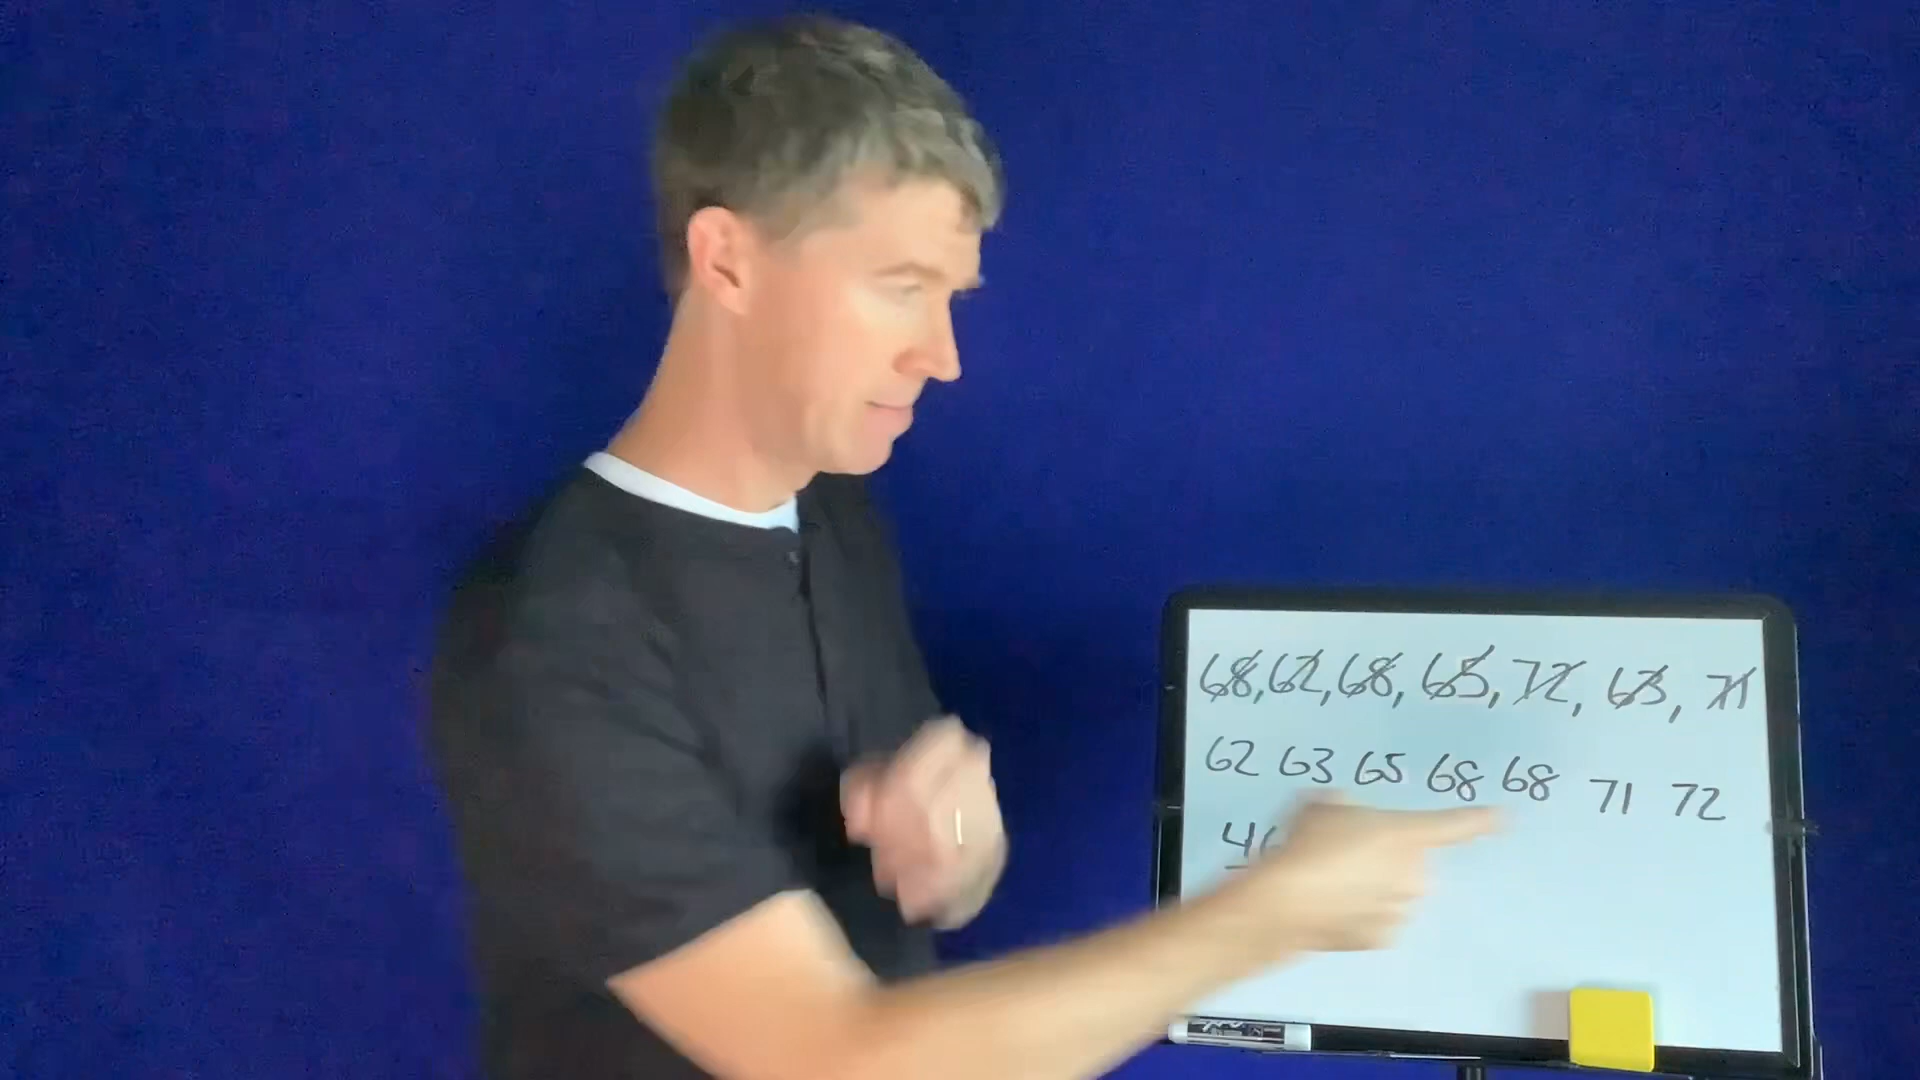 68, 62, 68, 65, 72, 63, 71
62 63 65 68 68 71 72